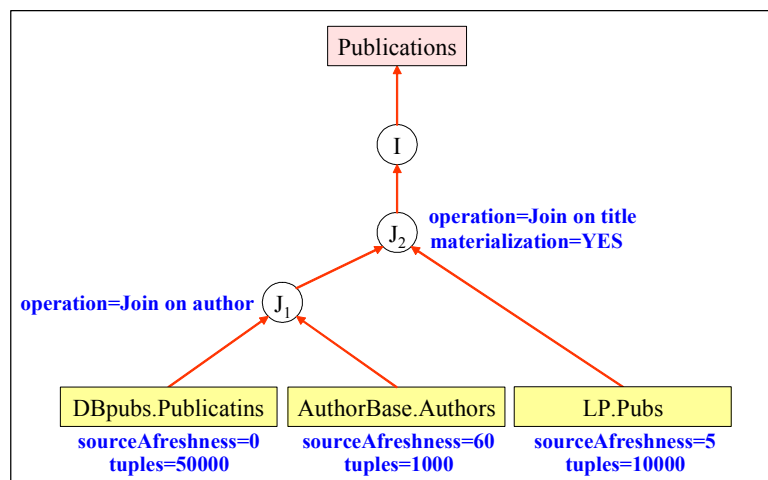 Publications
I
operation=Join on title
materialization=YES
J2
operation=Join on author
J1
DBpubs.Publicatins
AuthorBase.Authors
LP.Pubs
sourceAfreshness=0
tuples=50000
sourceAfreshness=60
tuples=1000
sourceAfreshness=5
tuples=10000